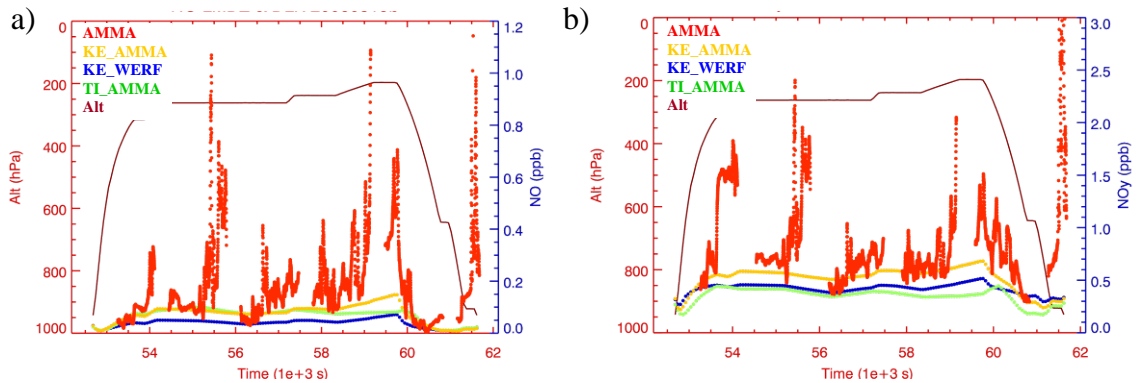 a)
AMMA
KE_AMMA
KE_WERF
TI_AMMA
Alt
0
200
400
600
800
1000
Alt (hPa)
1.2
1.0
0.8
0.6
0.4
0.2
0.0
NO (ppb)
54 56 58 60 62
Time (1e+3 s)
b)
AMMA
KE_AMMA
KE_WERF
TI_AMMA
Alt
0
200
400
600
800
1000
Alt (hPa)
3.0
2.5
2.0
1.5
1.0
0.5
0.0
NOy (ppb)
54 56 58 60 62
Time (1e+3 s)